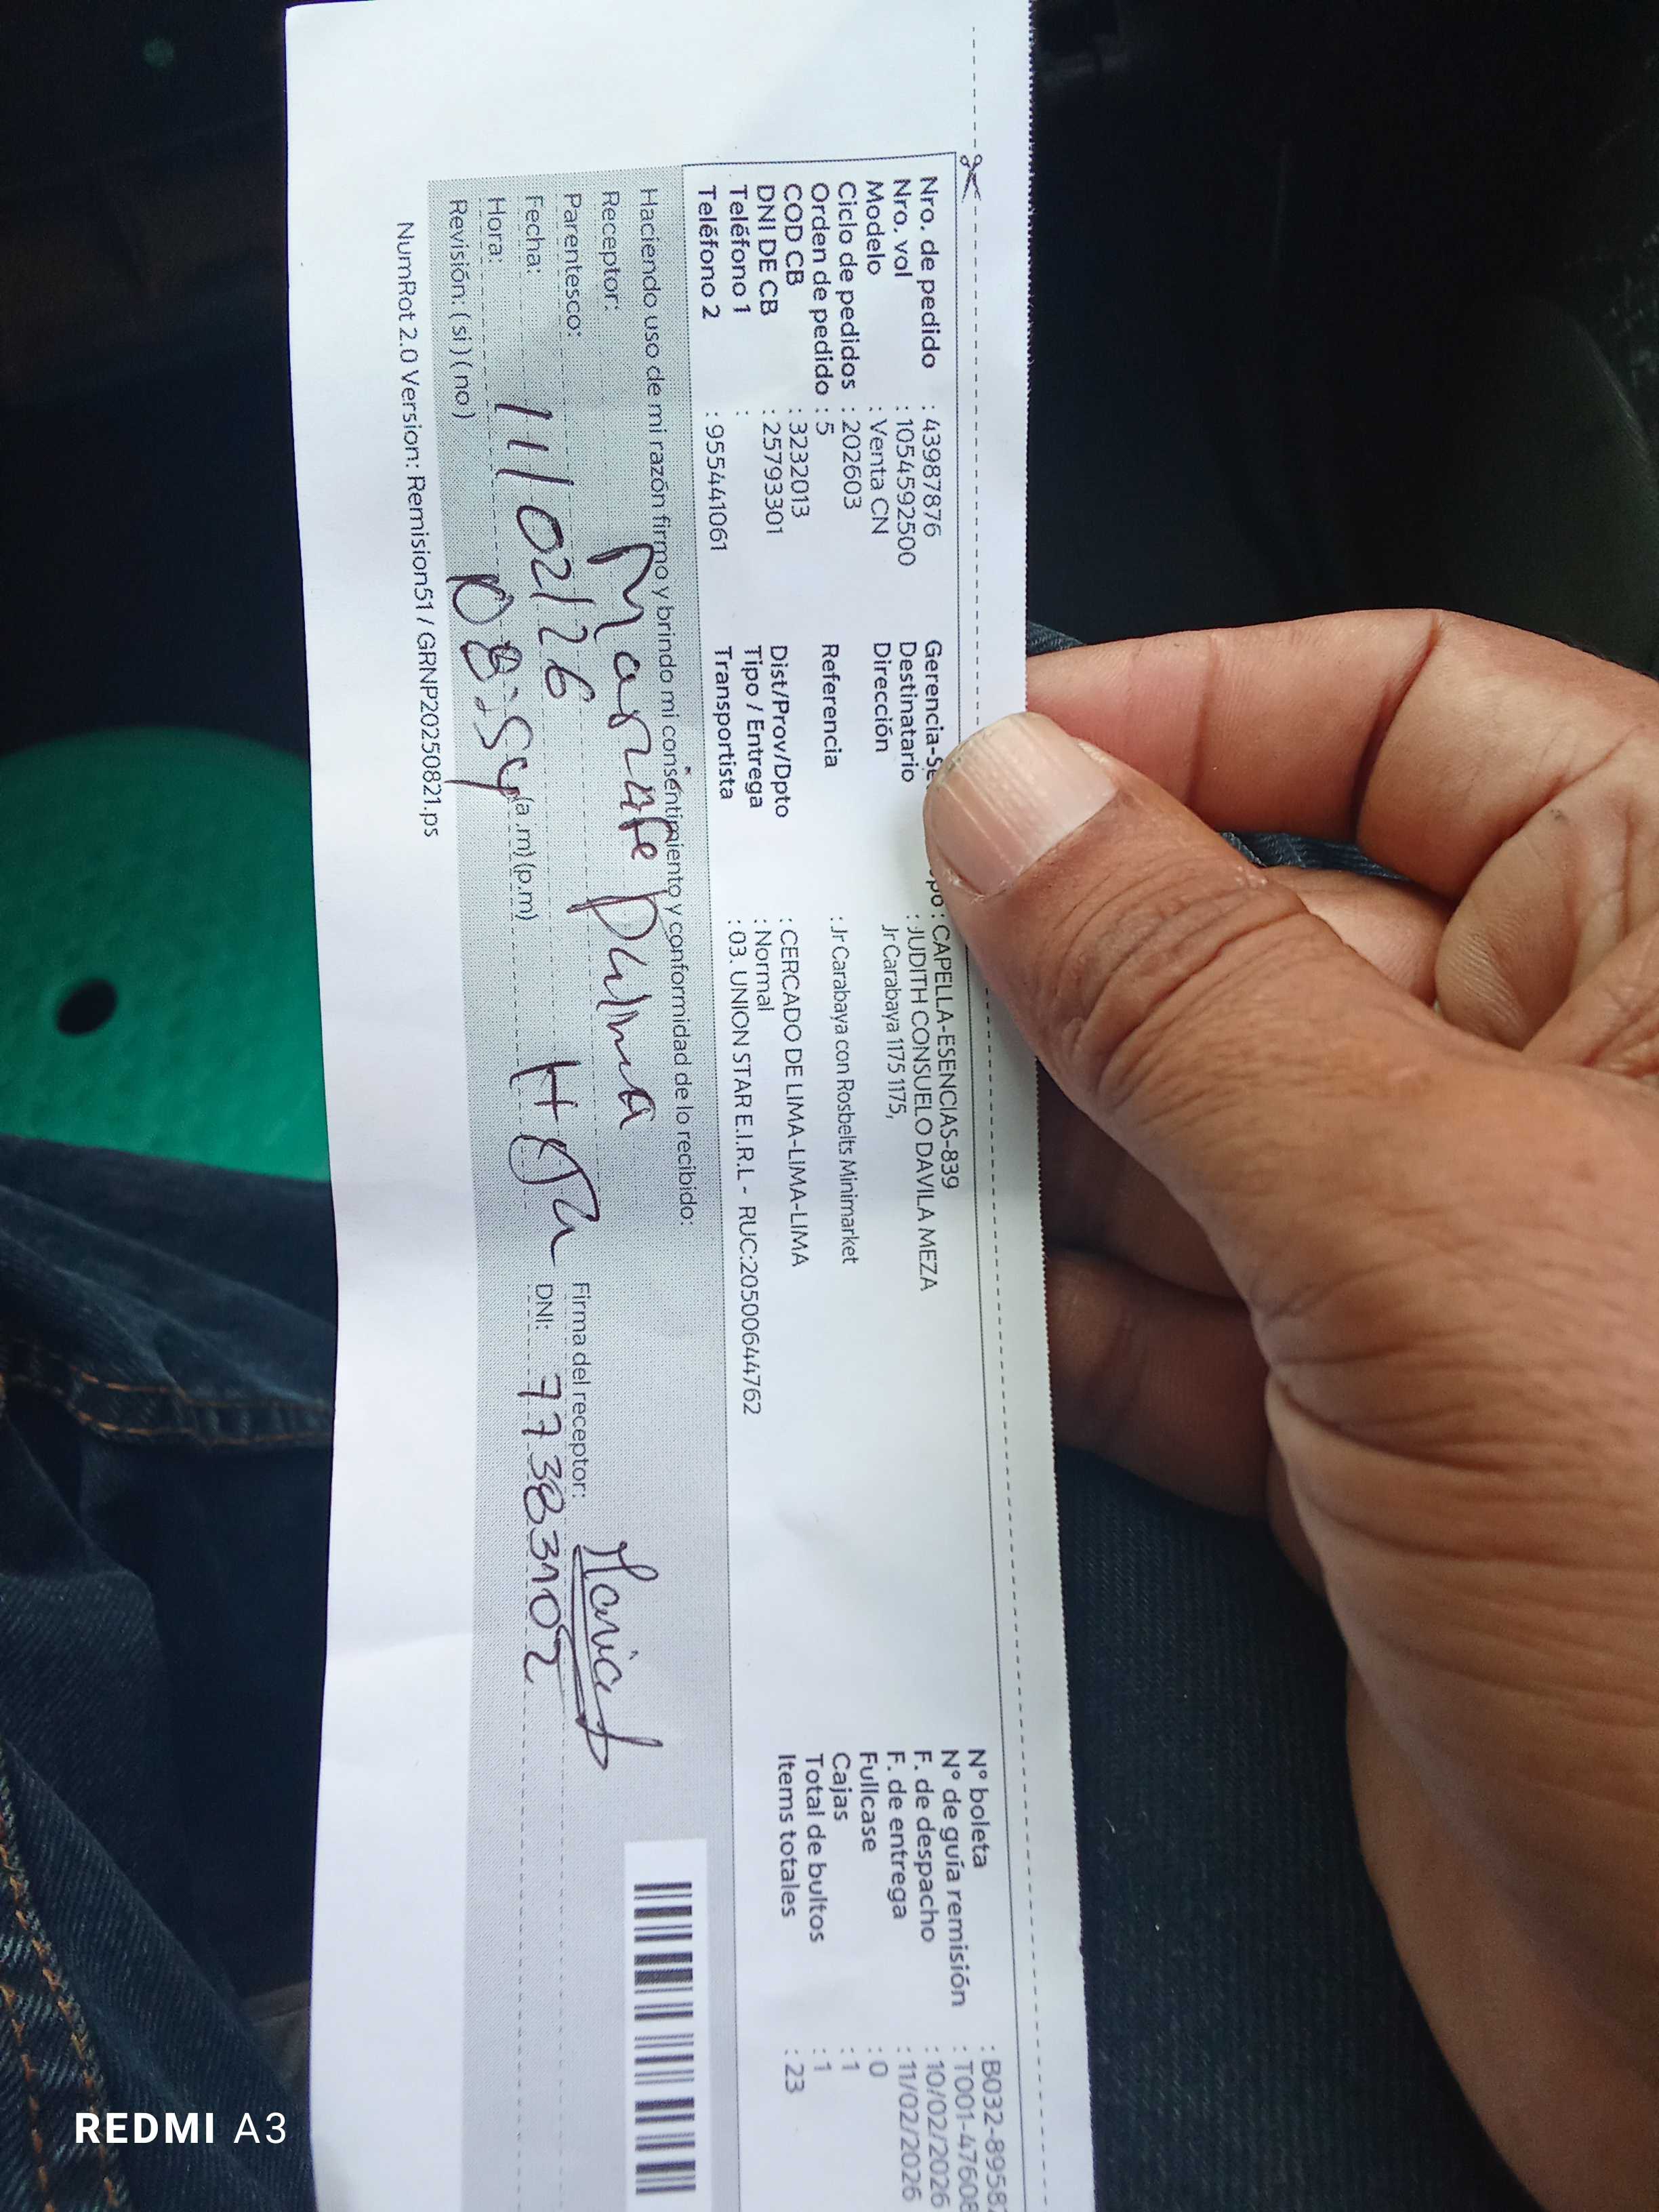 Nro. de pedido : 43987876
Nro. vol : 1054592500
Modelo : Venta CN
Ciclo de pedidos : 202603
Orden de pedido : 5
COD CB : 3232013
DNI DE CB : 25793301
Teléfono 1 :
Teléfono 2 : 955441061
Gerencia-Se po : CAPELLA-ESENCIAS-839
Destinatario : JUDITH CONSUELO DAVILA MEZA
Dirección Jr Carabaya 1175 1175,
Referencia : Jr Carabaya con Rosbelts Minimarket
Dist/Prov/Dpto : CERCADO DE LIMA-LIMA-LIMA
Tipo / Entrega : Normal
Transportista : 03. UNION STAR E.I.R.L - RUC:20500644762
N° boleta : B032-8958
N° de guía remisión : T001-47608
F. de despacho : 10/02/2026
F. de entrega : 11/02/2026
Fullcase : 0
Cajas : 1
Total de bultos : 1
Items totales : 23
Haciendo uso de mi razón firmo y brindo mi consentimiento y conformidad de lo recibido:
Receptor: Palma
Parentesco:
Fecha: 11/02/26
Hora: (a.m) (p.m)
Revisión: ( si ) ( no )
Firma del receptor:
DNI: 77383102
NumRot 2.0 Version: Remision51 / GRNP20250821.ps
REDMI A3